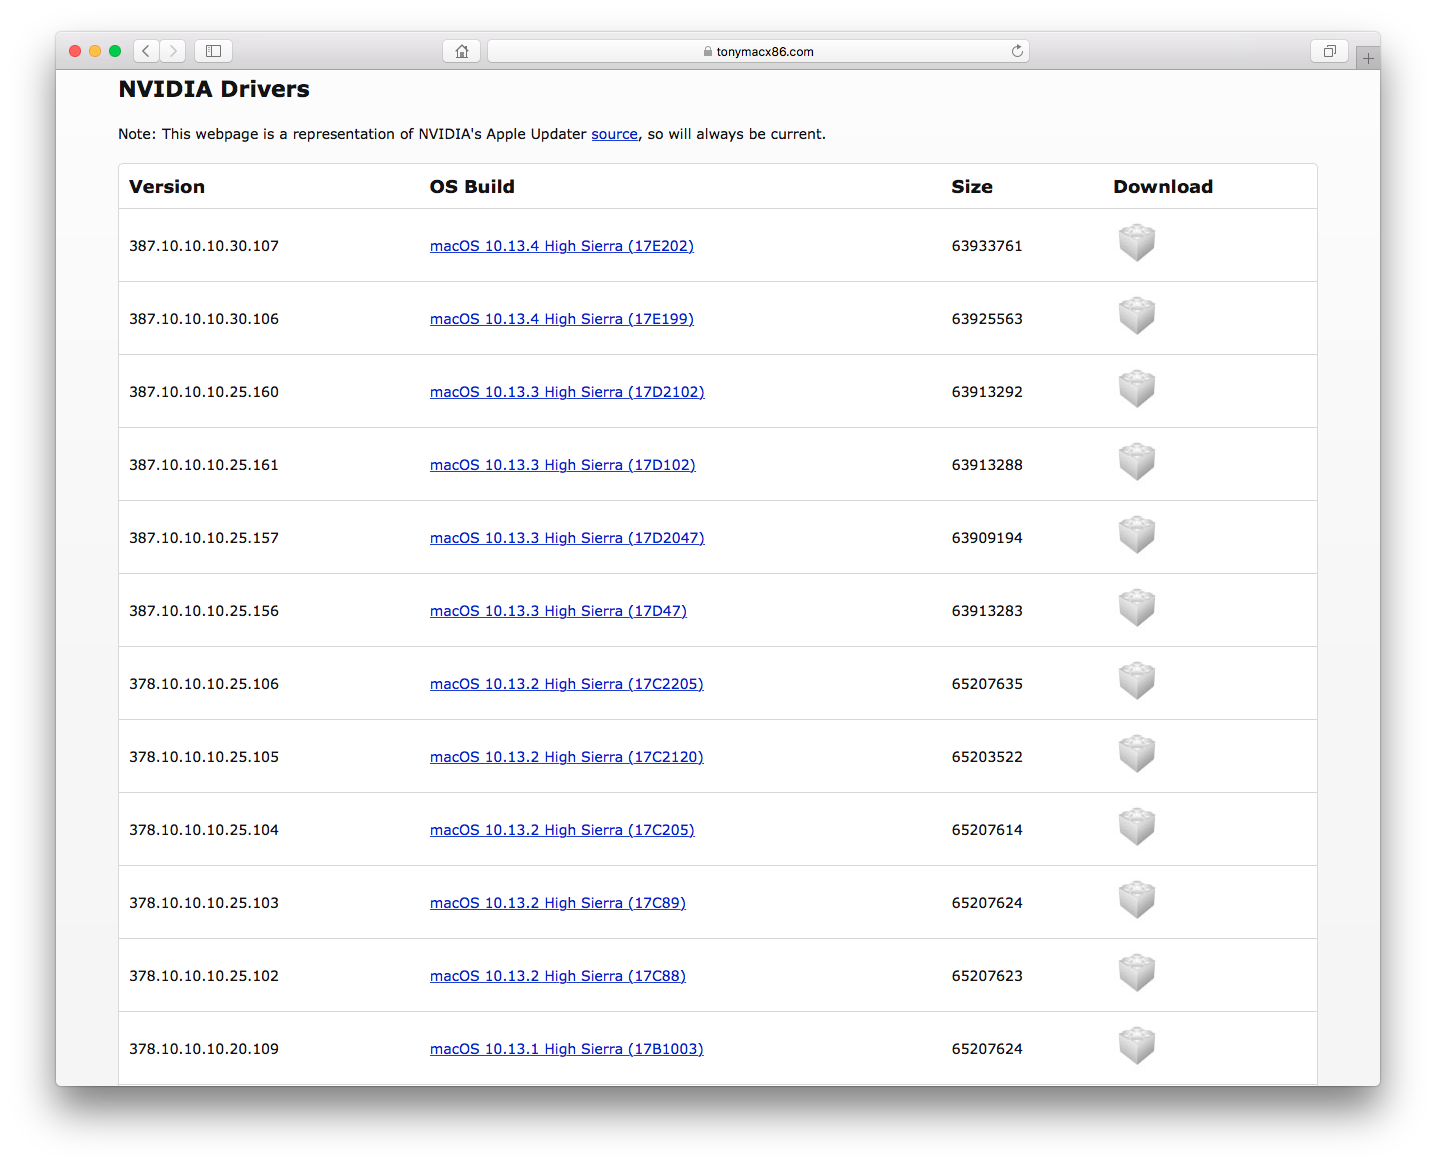 tonymacx86.com
NVIDIA Drivers
Note: This webpage is a representation of NVIDIA's Apple Updater source, so will always be current.
Version OS Build Size Download
387.10.10.10.30.107 macOS 10.13.4 High Sierra (17E202) 63933761
387.10.10.10.30.106 macOS 10.13.4 High Sierra (17E199) 63925563
387.10.10.10.25.160 macOS 10.13.3 High Sierra (17D2102) 63913292
387.10.10.10.25.161 macOS 10.13.3 High Sierra (17D102) 63913288
387.10.10.10.25.157 macOS 10.13.3 High Sierra (17D2047) 63909194
387.10.10.10.25.156 macOS 10.13.3 High Sierra (17D47) 63913283
378.10.10.10.25.106 macOS 10.13.2 High Sierra (17C2205) 65207635
378.10.10.10.25.105 macOS 10.13.2 High Sierra (17C2120) 65203522
378.10.10.10.25.104 macOS 10.13.2 High Sierra (17C205) 65207614
378.10.10.10.25.103 macOS 10.13.2 High Sierra (17C89) 65207624
378.10.10.10.25.102 macOS 10.13.2 High Sierra (17C88) 65207623
378.10.10.10.20.109 macOS 10.13.1 High Sierra (17B1003) 65207624